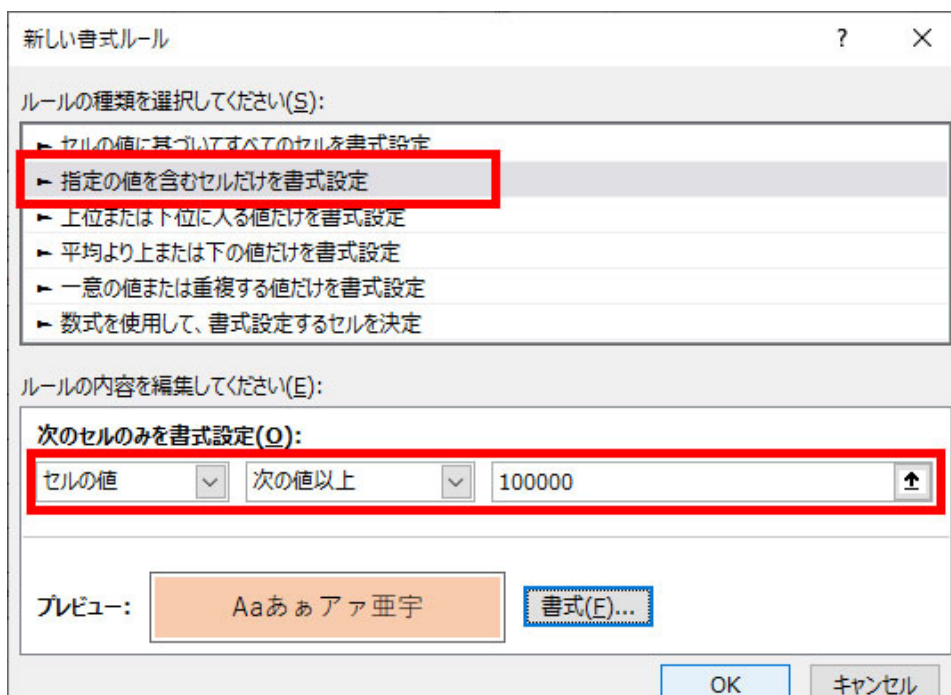 新しい書式ルール ? ×
ルールの種類を選択してください(S):
► セルの値に基づいてすべてのセルを書式設定
► 指定の値を含むセルだけを書式設定
► 上位または下位に入る値だけを書式設定
► 平均より上または下の値だけを書式設定
► 一意の値または重複する値だけを書式設定
► 数式を使用して、書式設定するセルを決定
ルールの内容を編集してください(E):
次のセルのみを書式設定(O):
セルの値 次の値以上 100000
プレビュー: Aaあぁアァ亜宇 書式(F)...
OK キャンセル